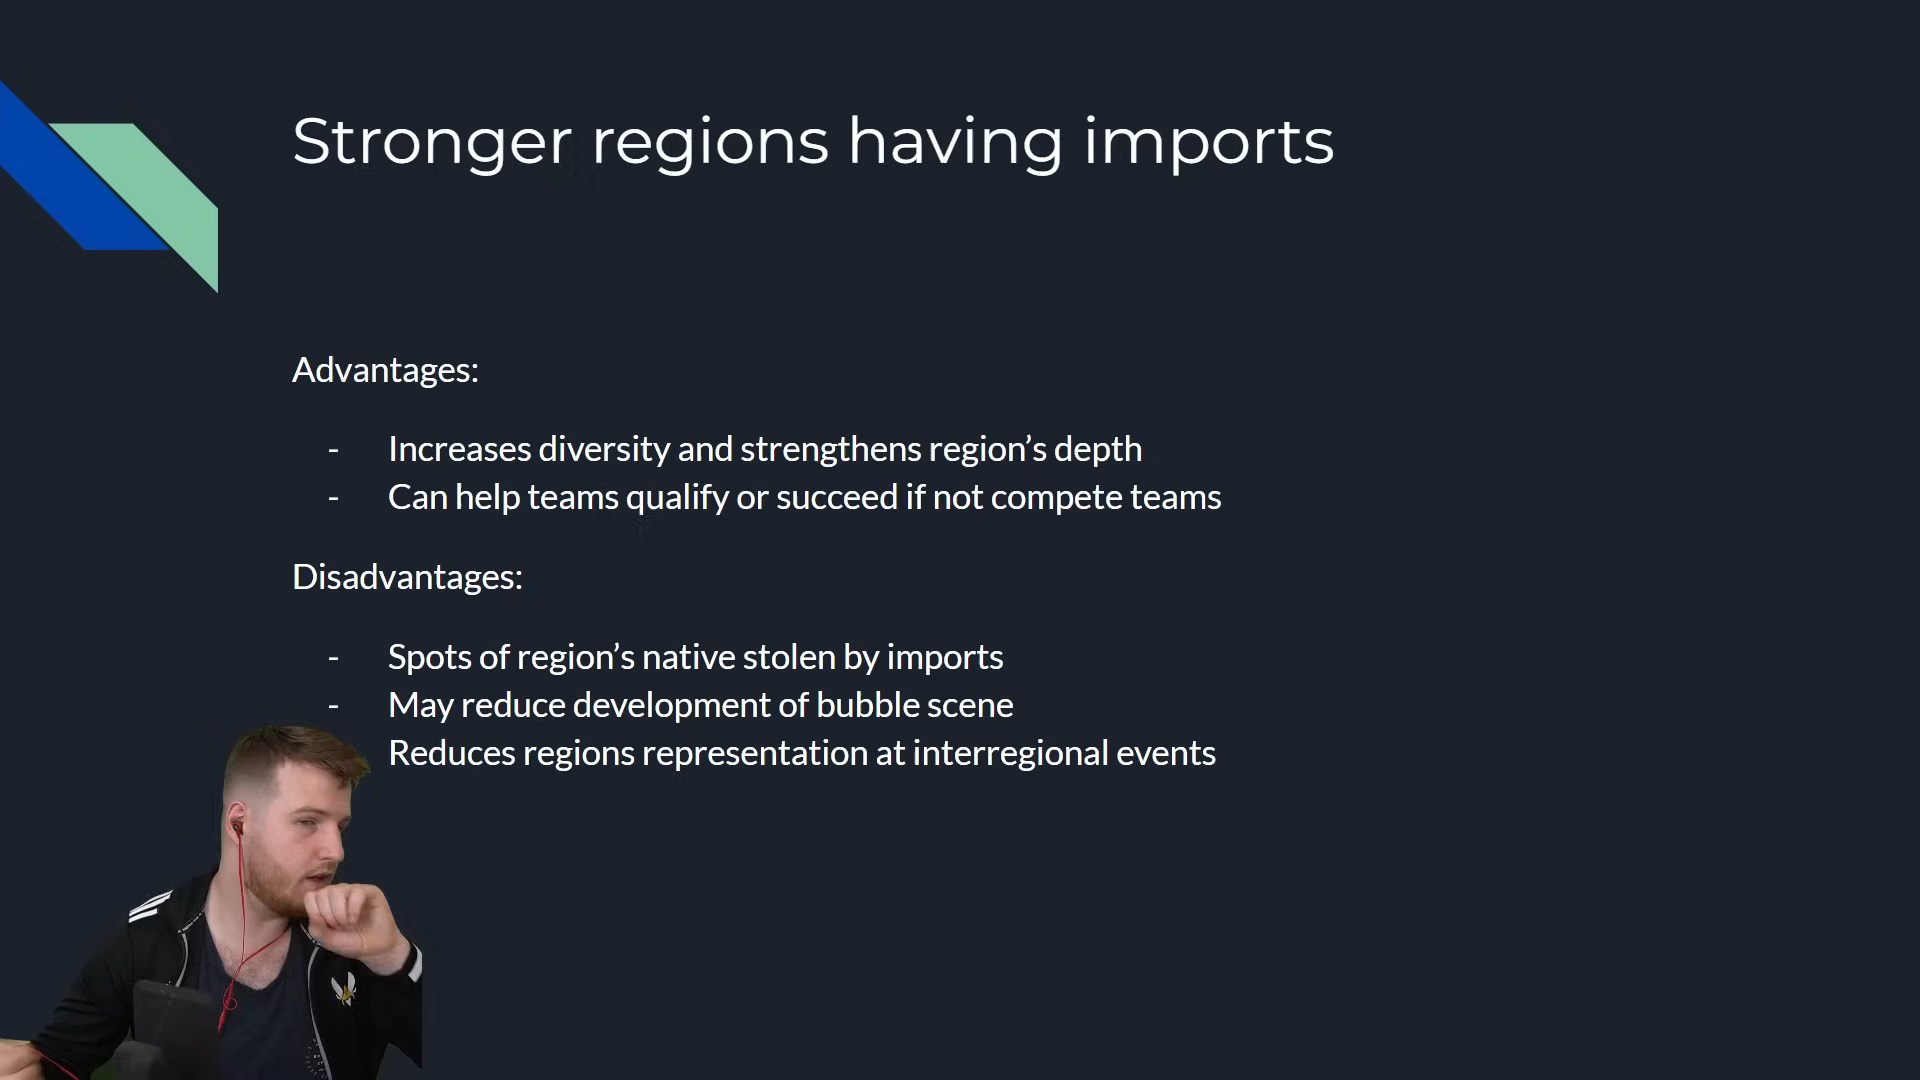 Stronger regions having imports
Advantages:
- Increases diversity and strengthens region’s depth
- Can help teams qualify or succeed if not compete teams
Disadvantages:
- Spots of region’s native stolen by imports
- May reduce development of bubble scene
Reduces regions representation at interregional events